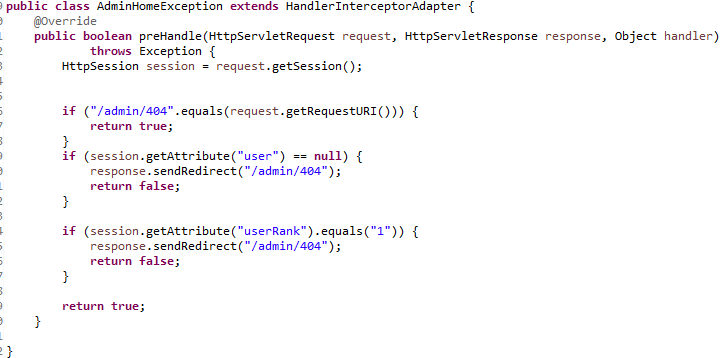 public class AdminHomeException extends HandlerInterceptorAdapter {
@Override
public boolean preHandle(HttpServletRequest request, HttpServletResponse response, Object handler)
throws Exception {
HttpSession session = request.getSession();
if ("/admin/404".equals(request.getRequestURI())) {
return true;
}
if (session.getAttribute("user") == null) {
response.sendRedirect("/admin/404");
return false;
}
if (session.getAttribute("userRank").equals("1")) {
response.sendRedirect("/admin/404");
return false;
}
return true;
}
}